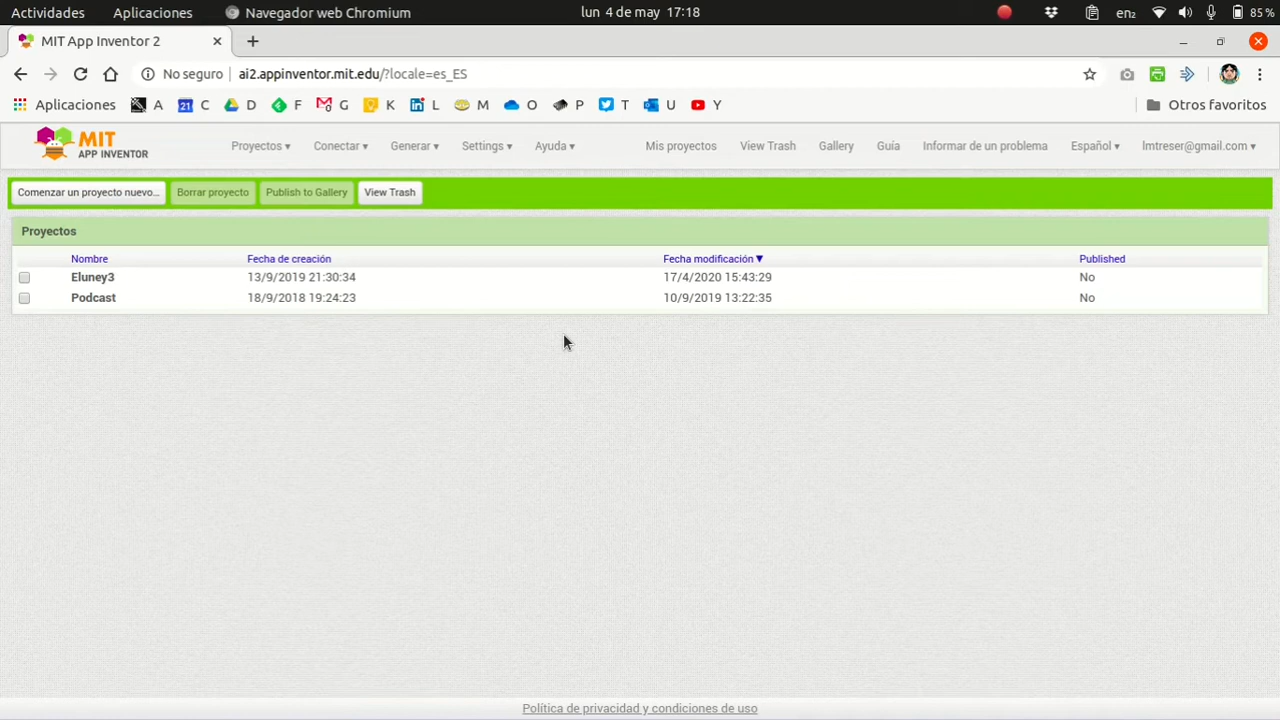 Actividades Aplicaciones Navegador web Chromium lun 4 de may 17:18 en₂ 85 %
MIT App Inventor 2
No seguro ai2.appinventor.mit.edu/?locale=es_ES
Aplicaciones A C D F G K L M O P T U Y Otros favoritos
MIT APP INVENTOR Proyectos Conectar Generar Settings Ayuda Mis proyectos View Trash Gallery Guía Informar de un problema Español lmtreser@gmail.com
Comenzar un proyecto nuevo... Borrar proyecto Publish to Gallery View Trash
Proyectos
Nombre Fecha de creación Fecha modificación Published
Eluney3 13/9/2019 21:30:34 17/4/2020 15:43:29 No
Podcast 18/9/2018 19:24:23 10/9/2019 13:22:35 No
Política de privacidad y condiciones de uso